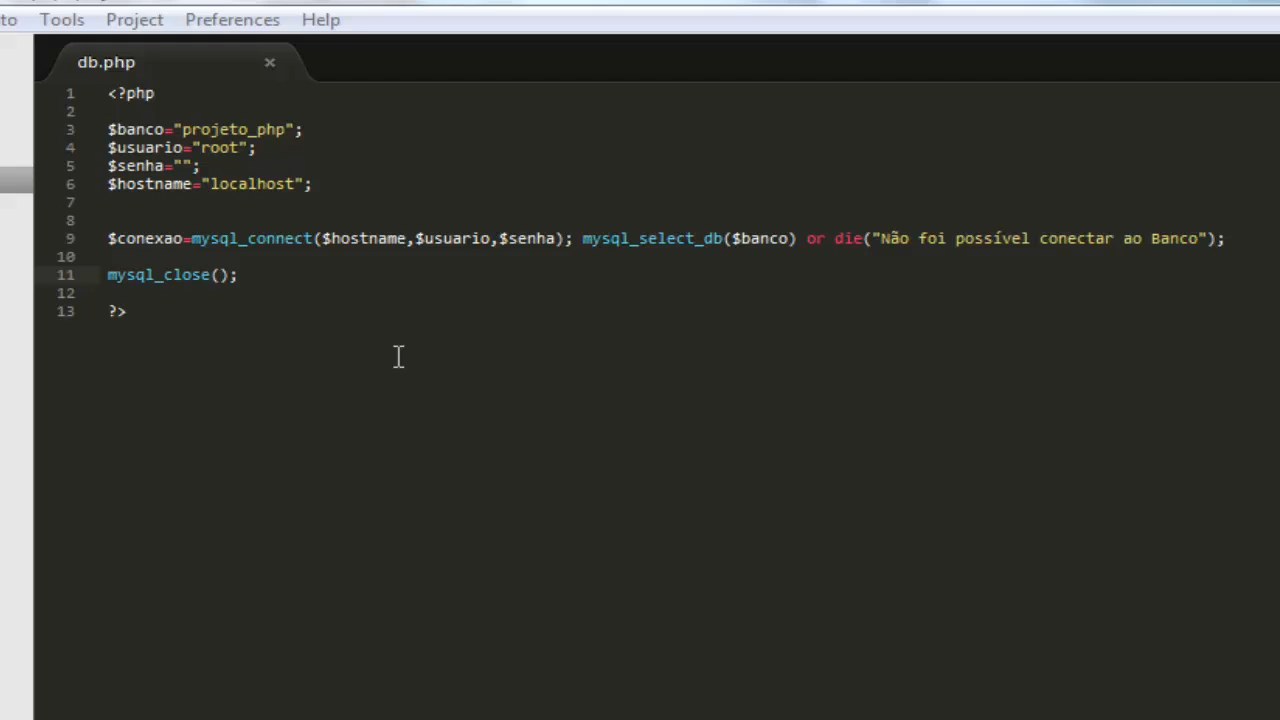 to Tools Project Preferences Help
db.php ×
1 <?php
2
3 $banco="projeto_php";
4 $usuario="root";
5 $senha="";
6 $hostname="localhost";
7
8
9 $conexao=mysql_connect($hostname,$usuario,$senha); mysql_select_db($banco) or die("Não foi possível conectar ao Banco");
10
11 mysql_close();
12
13 ?>